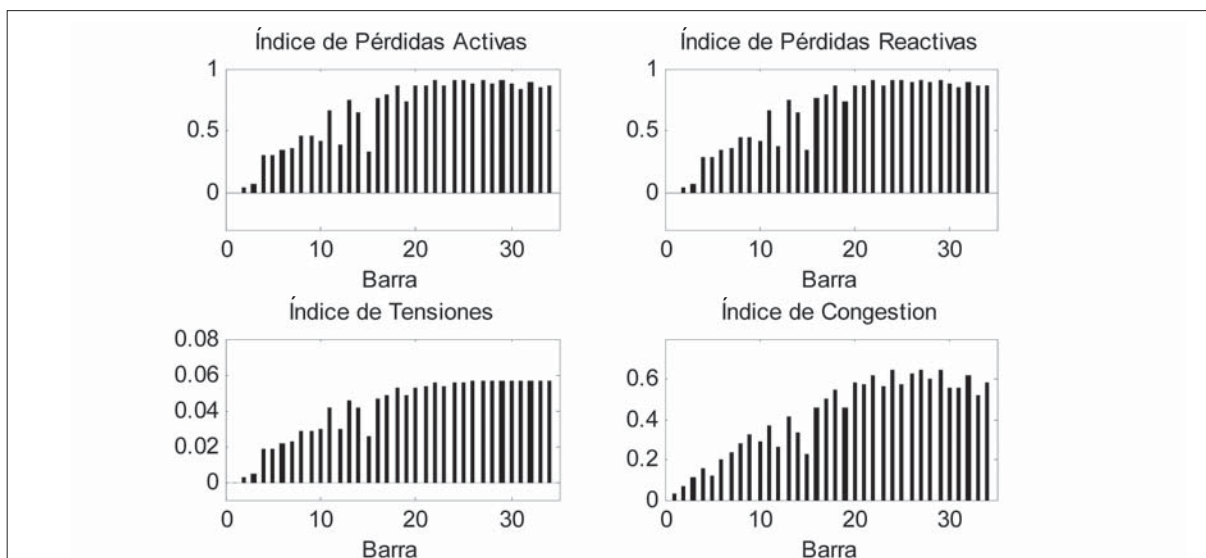 Índice de Pérdidas Activas
1
0.5
0
0 10 20 30
Barra
Índice de Pérdidas Reactivas
1
0.5
0
0 10 20 30
Barra
Índice de Tensiones
0.08
0.06
0.04
0.02
0
0 10 20 30
Barra
Índice de Congestion
0.6
0.4
0.2
0
0 10 20 30
Barra